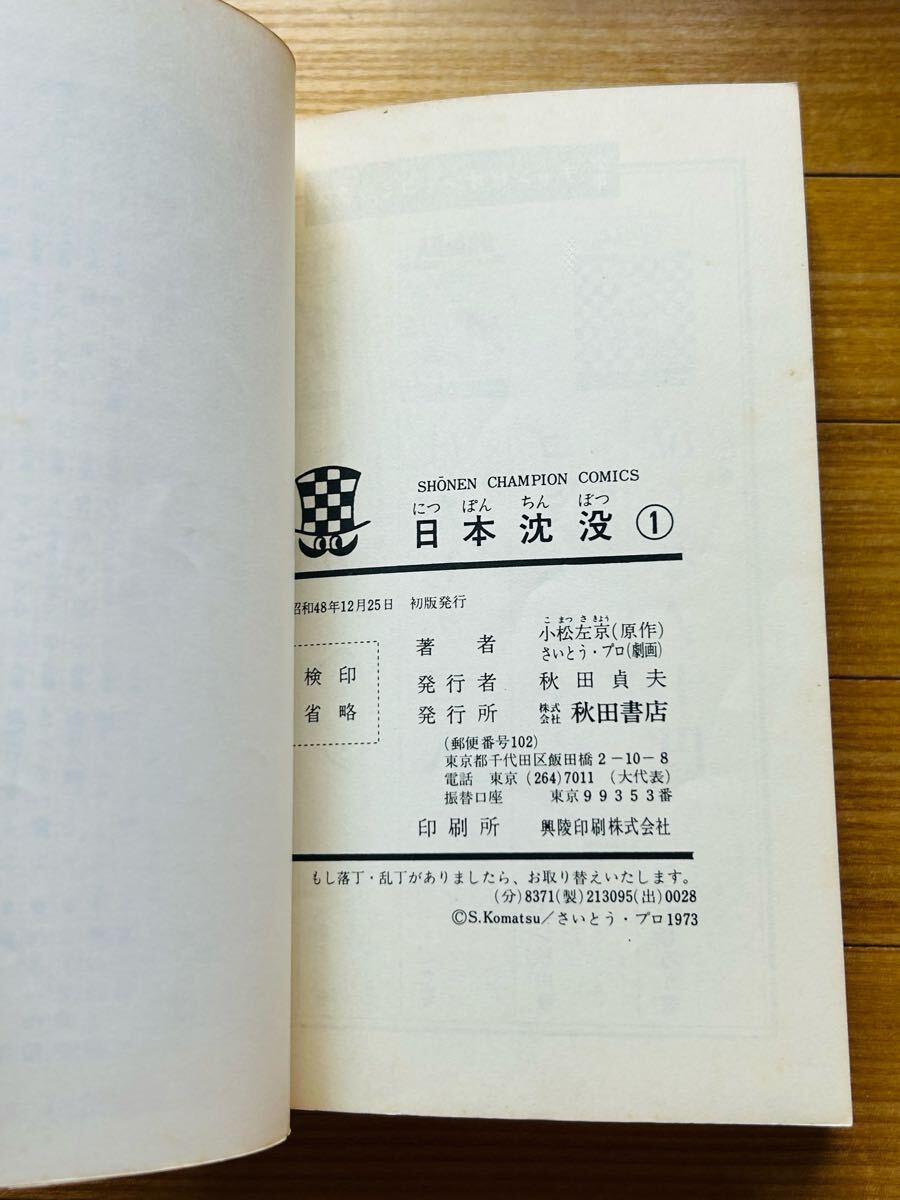 SHŌNEN CHAMPION COMICS
にっぽんちんぼつ
日本沈没①
昭和48年12月25日 初版発行
検印
省略
著者 小松左京(原作)
こまつさきょう
さいとう・プロ(劇画)
発行者 秋田貞夫
発行所 株式会社 秋田書店
(郵便番号102)
東京都千代田区飯田橋2-10-8
電話 東京(264)7011 (大代表)
振替口座 東京99353番
印刷所 興陵印刷株式会社
もし落丁・乱丁がありましたら、お取り替えいたします。
(分)8371(製)213095(出)0028
©S.Komatsu/さいとう・プロ1973